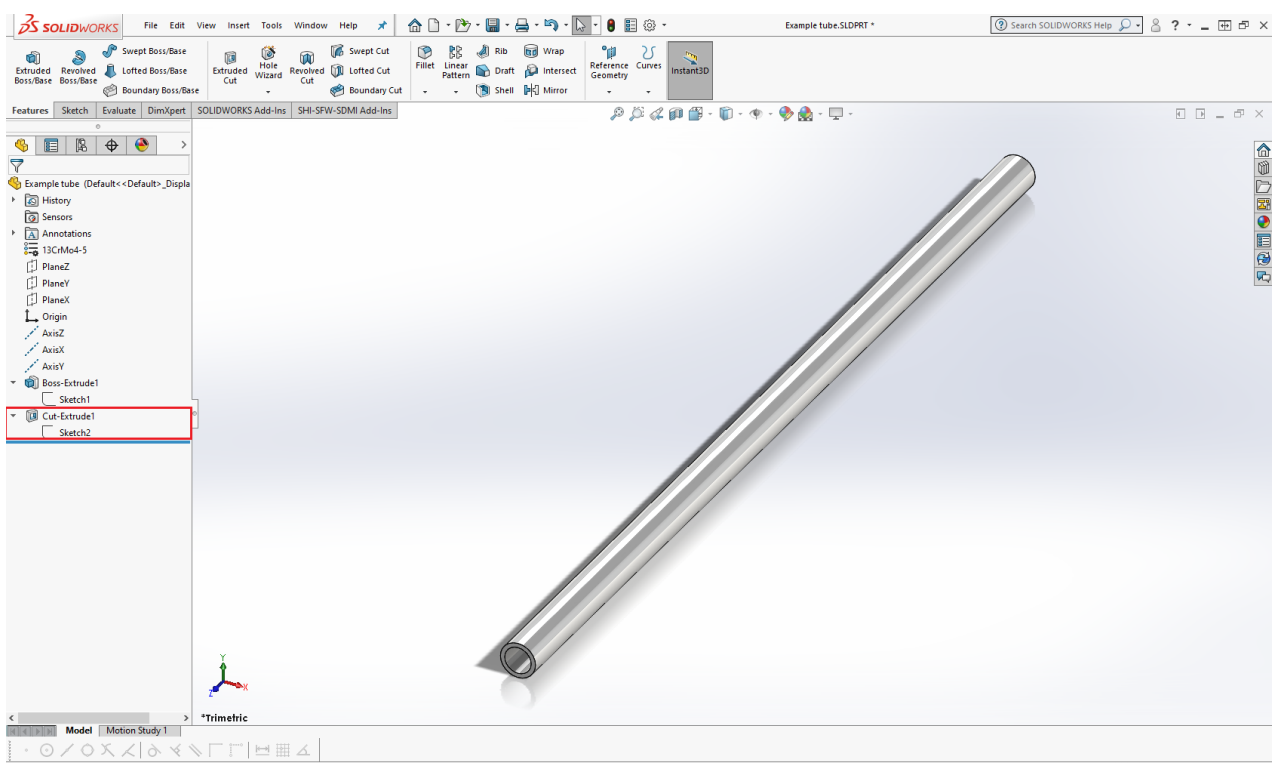 SOLIDWORKS File Edit View Insert Tools Window Help Example tube.SLDPRT * Search SOLIDWORKS Help
Extruded Boss/Base
Revolved Boss/Base
Swept Boss/Base
Lofted Boss/Base
Boundary Boss/Base
Extruded Cut
Hole Wizard
Revolved Cut
Swept Cut
Lofted Cut
Boundary Cut
Fillet
Linear Pattern
Rib
Draft
Shell
Wrap
Intersect
Mirror
Reference Geometry
Curves
Instant3D
Features Sketch Evaluate DimXpert SOLIDWORKS Add-Ins SHI-SFW-SDMI Add-Ins
Example tube (Default<<Default>_Displa
History
Sensors
Annotations
13CrMo4-5
PlaneZ
PlaneY
PlaneX
Origin
AxisZ
AxisX
AxisY
Boss-Extrude1
Sketch1
Cut-Extrude1
Sketch2
Y
Z X
*Trimetric
Model Motion Study 1